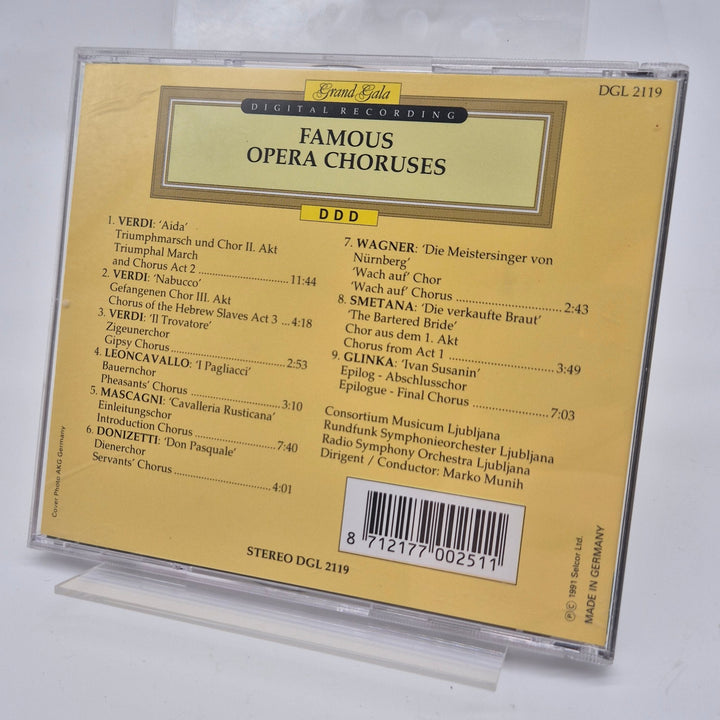 Grand Gala
DGL 2119
DIGITAL RECORDING
FAMOUS
OPERA CHORUSES
DDD
1. VERDI: 'Aida'
Triumphmarsch und Chor II. Akt
Triumphal March
and Chorus Act 2 ........ 11:44
2. VERDI: 'Nabucco'
Gefangenen Chor III. Akt
Chorus of the Hebrew Slaves Act 3 ... 4:18
3. VERDI: 'Il Trovatore'
Zigeunerchor
Gipsy Chorus ........ 2:53
4. LEONCAVALLO: 'I Pagliacci'
Bauernchor
Pheasants' Chorus ........ 3:10
5. MASCAGNI: 'Cavalleria Rusticana'
Einleitungschor
Introduction Chorus ........ 7:40
6. DONIZETTI: 'Don Pasquale'
Dienerchor
Servants' Chorus ........ 4:01
7. WAGNER: 'Die Meistersinger von
Nürnberg'
'Wach auf' Chor
'Wach auf' Chorus ........ 2:43
8. SMETANA: 'Die verkaufte Braut'
'The Bartered Bride'
Chor aus dem 1. Akt
Chorus from Act 1 ........ 3:49
9. GLINKA: 'Ivan Susanin'
Epilog - Abschlusschor
Epilogue - Final Chorus ........ 7:03
Consortium Musicum Ljubljana
Rundfunk Symphonieorchester Ljubljana
Radio Symphony Orchestra Ljubljana
Dirigent / Conductor: Marko Munih
8 712177 002511
STEREO DGL 2119
Cover Photo AKG Germany
Ⓟ © 1991 Selcor Ltd.
MADE IN GERMANY